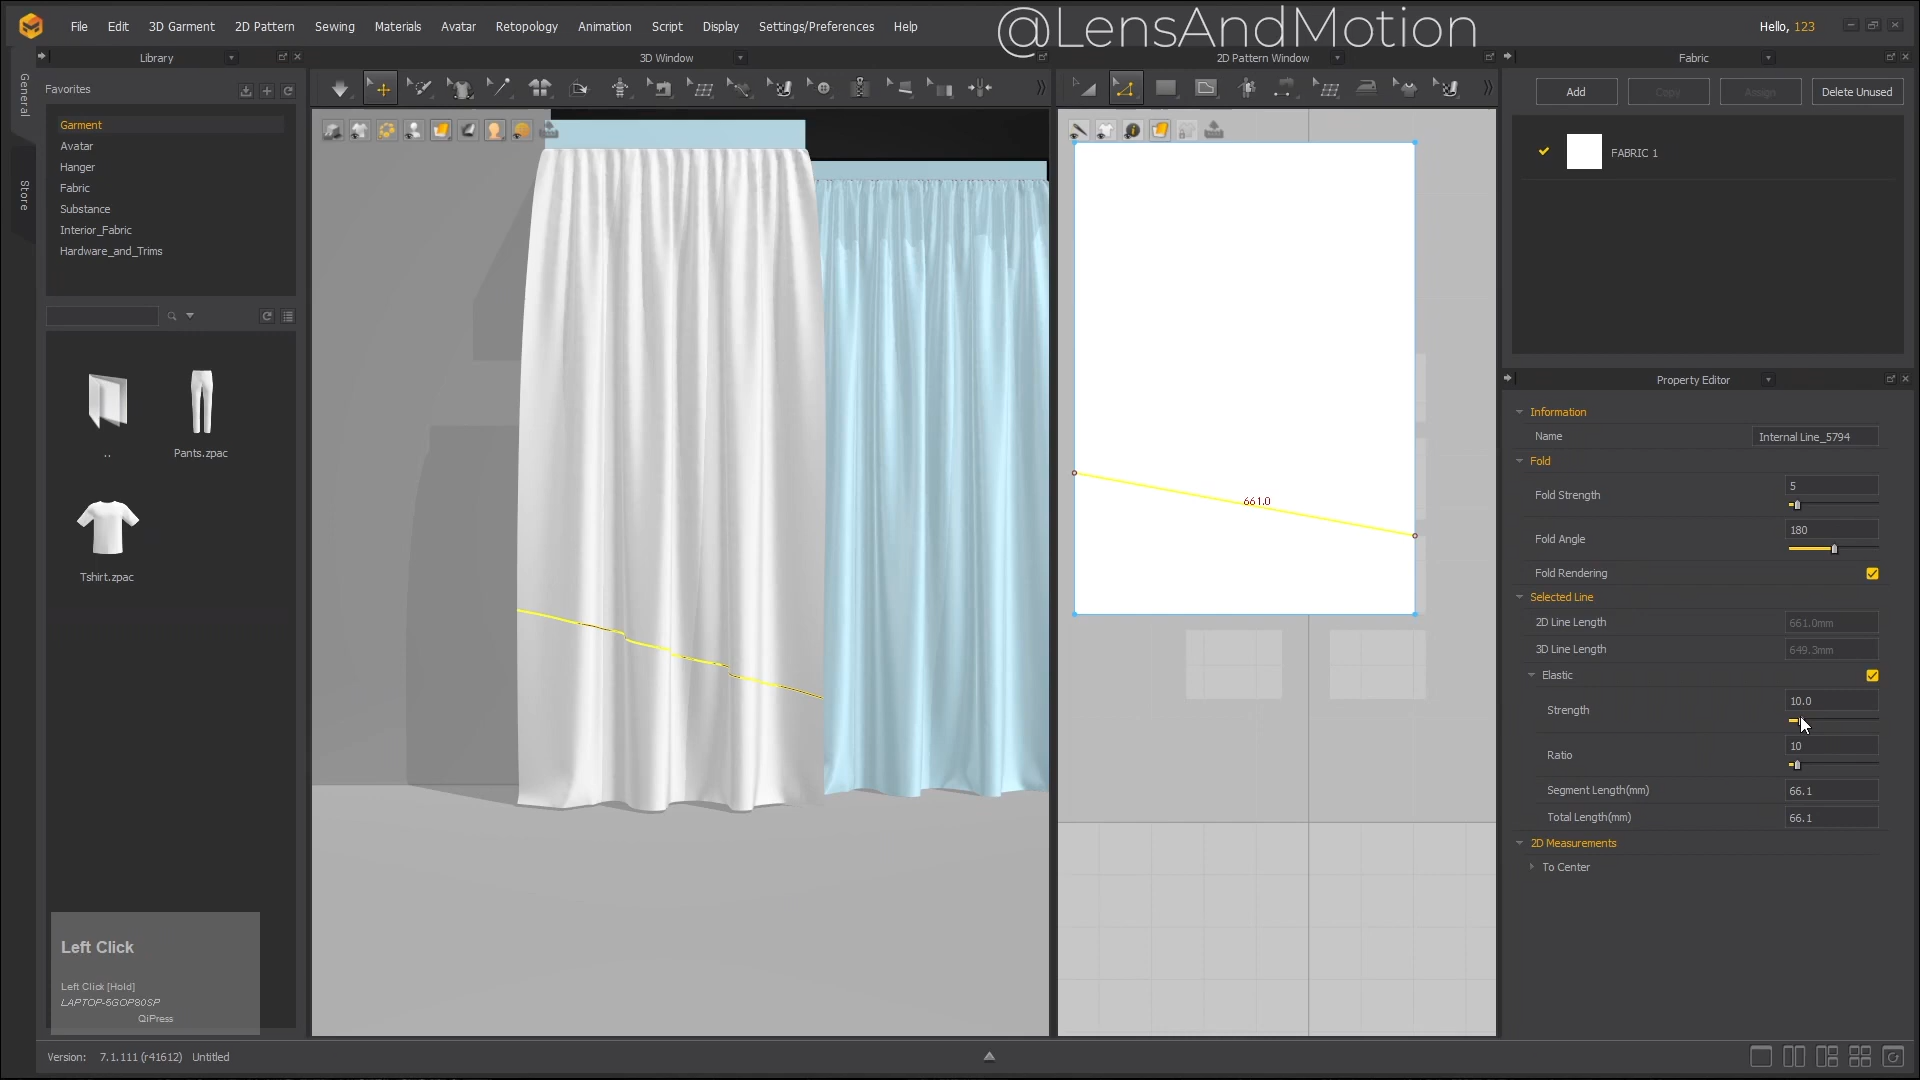 File Edit 3D Garment 2D Pattern Sewing Materials Avatar Retopology Animation Script Display Settings/Preferences Help
@LensAndMotion
Hello, 123
Library
3D Window
2D Pattern Window
Fabric
General
Store
Favorites
Garment
Avatar
Hanger
Fabric
Substance
Interior_Fabric
Hardware_and_Trims
..
Pants.zpac
Tshirt.zpac
Left Click
Left Click [Hold]
LAPTOP-5GOP80SP
QiPress
661.0
Add Copy Assign Delete Unused
FABRIC 1
Property Editor
Information
Name Internal Line_5794
Fold
Fold Strength 5
Fold Angle 180
Fold Rendering
Selected Line
2D Line Length 661.0mm
3D Line Length 649.3mm
Elastic
Strength 10.0
Ratio 10
Segment Length(mm) 66.1
Total Length(mm) 66.1
2D Measurements
To Center
Version: 7.1.111 (r41612) Untitled